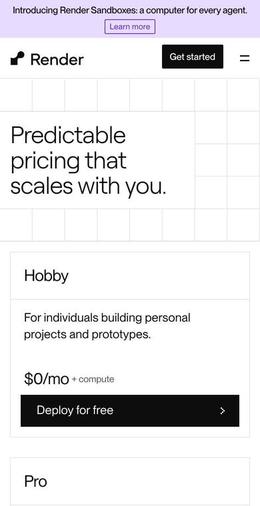 Introducing Render Sandboxes: a computer for every agent.
Learn more
Render
Get started
Predictable
pricing that
scales with you.
Hobby
For individuals building personal
projects and prototypes.
$0/mo + compute
Deploy for free
Pro